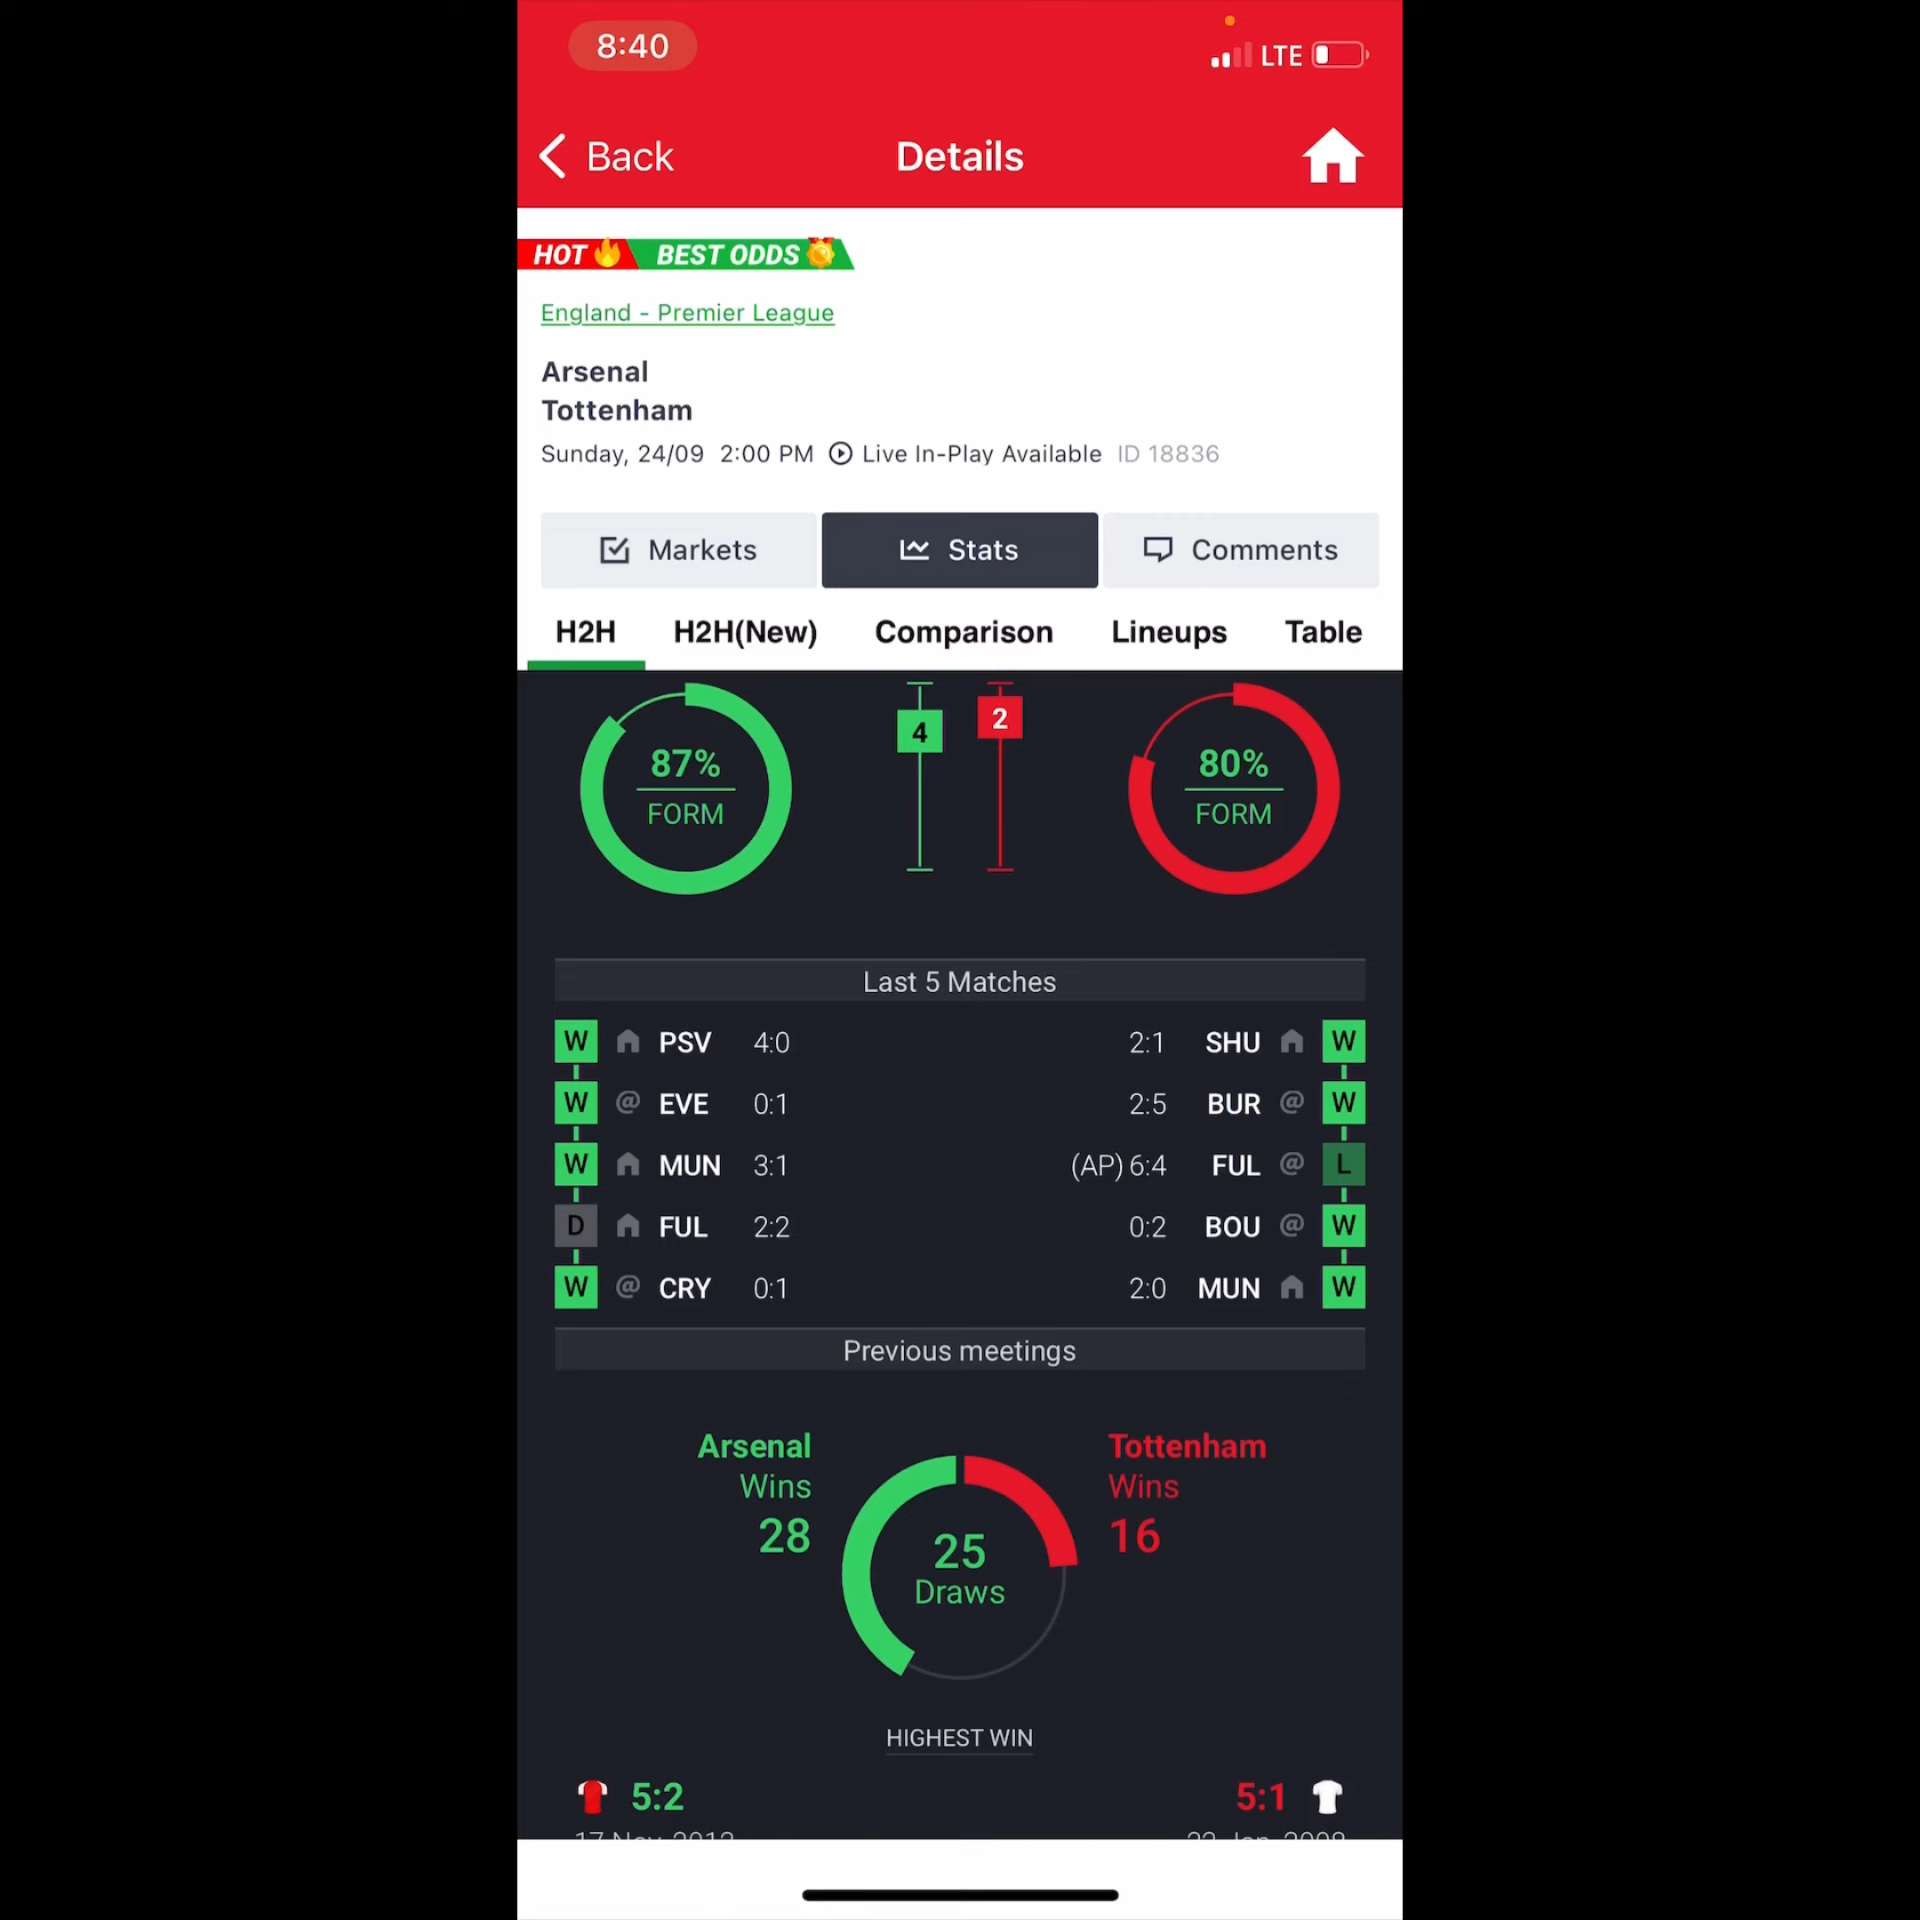 8:40
LTE
Back
Details
HOT BEST ODDS
England - Premier League
Arsenal
Tottenham
Sunday, 24/09 2:00 PM Live In-Play Available ID 18836
Markets
Stats
Comments
H2H H2H(New) Comparison Lineups Table
87%
FORM
4
2
80%
FORM
Last 5 Matches
W PSV 4:0 2:1 SHU W
W @ EVE 0:1 2:5 BUR @ W
W MUN 3:1 (AP) 6:4 FUL @ L
D FUL 2:2 0:2 BOU @ W
W @ CRY 0:1 2:0 MUN W
Previous meetings
Arsenal
Wins
28
25
Draws
Tottenham
Wins
16
HIGHEST WIN
5:2
5:1